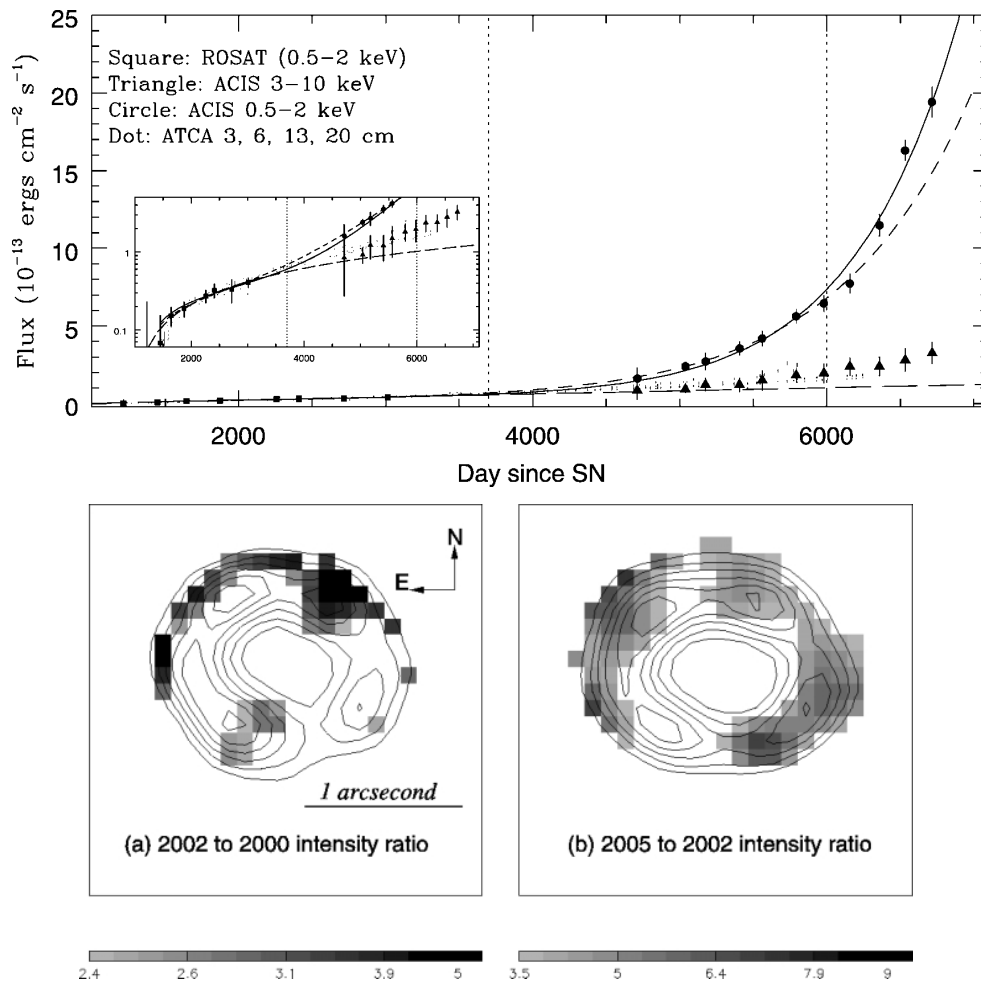 25
20
15
10
5
0
Flux (10⁻¹³ ergs cm⁻² s⁻¹)
Square: ROSAT (0.5−2 keV)
Triangle: ACIS 3−10 keV
Circle: ACIS 0.5−2 keV
Dot: ATCA 3, 6, 13, 20 cm
1
0.1
2000
4000
6000
2000
4000
6000
Day since SN
N
E
1 arcsecond
(a) 2002 to 2000 intensity ratio
(b) 2005 to 2002 intensity ratio
2.4 2.6 3.1 3.9 5
3.5 5 6.4 7.9 9